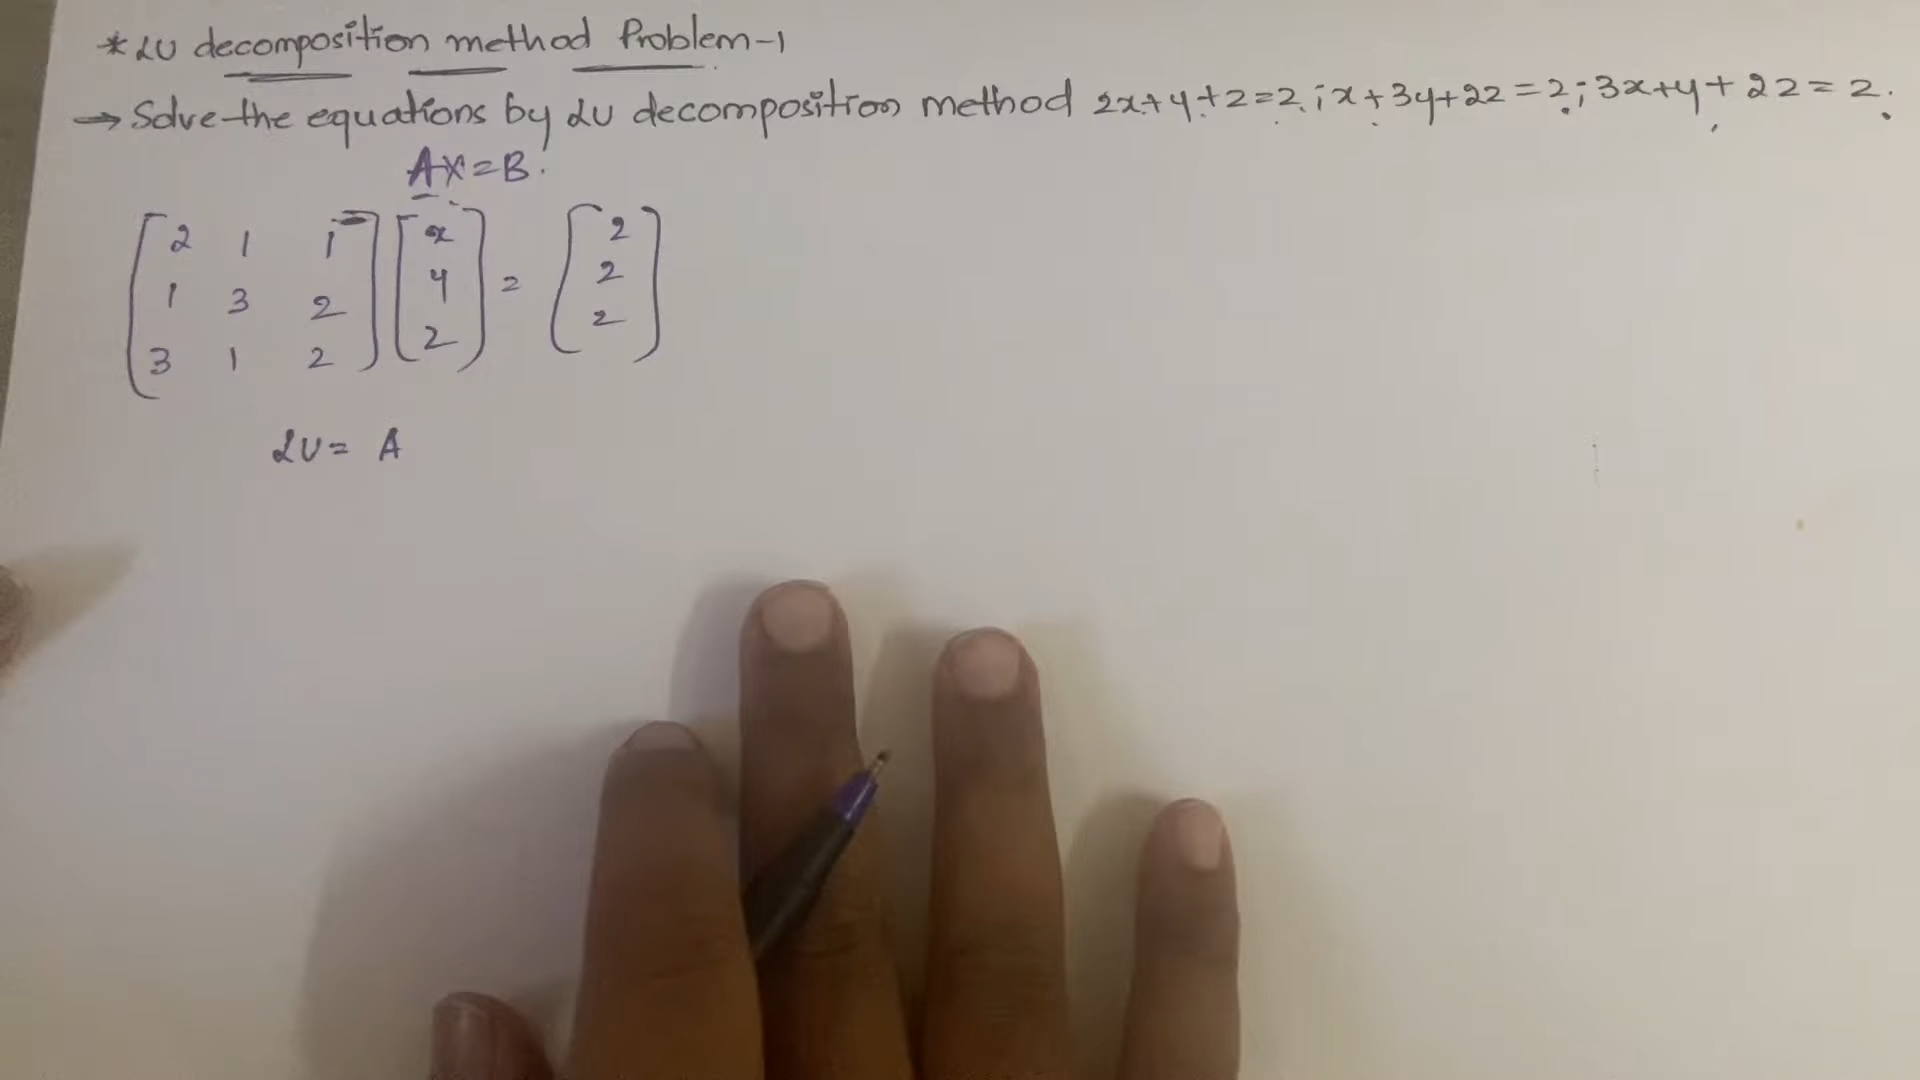 * LU decomposition method Problem-1
→ Solve the equations by LU decomposition method 2x+y+z=2; x+3y+2z=2; 3x+y+2z=2.
AX=B.
[2 1 1] [x] = [2]
[1 3 2] [y] [2]
[3 1 2] [z] [2]
LU= A